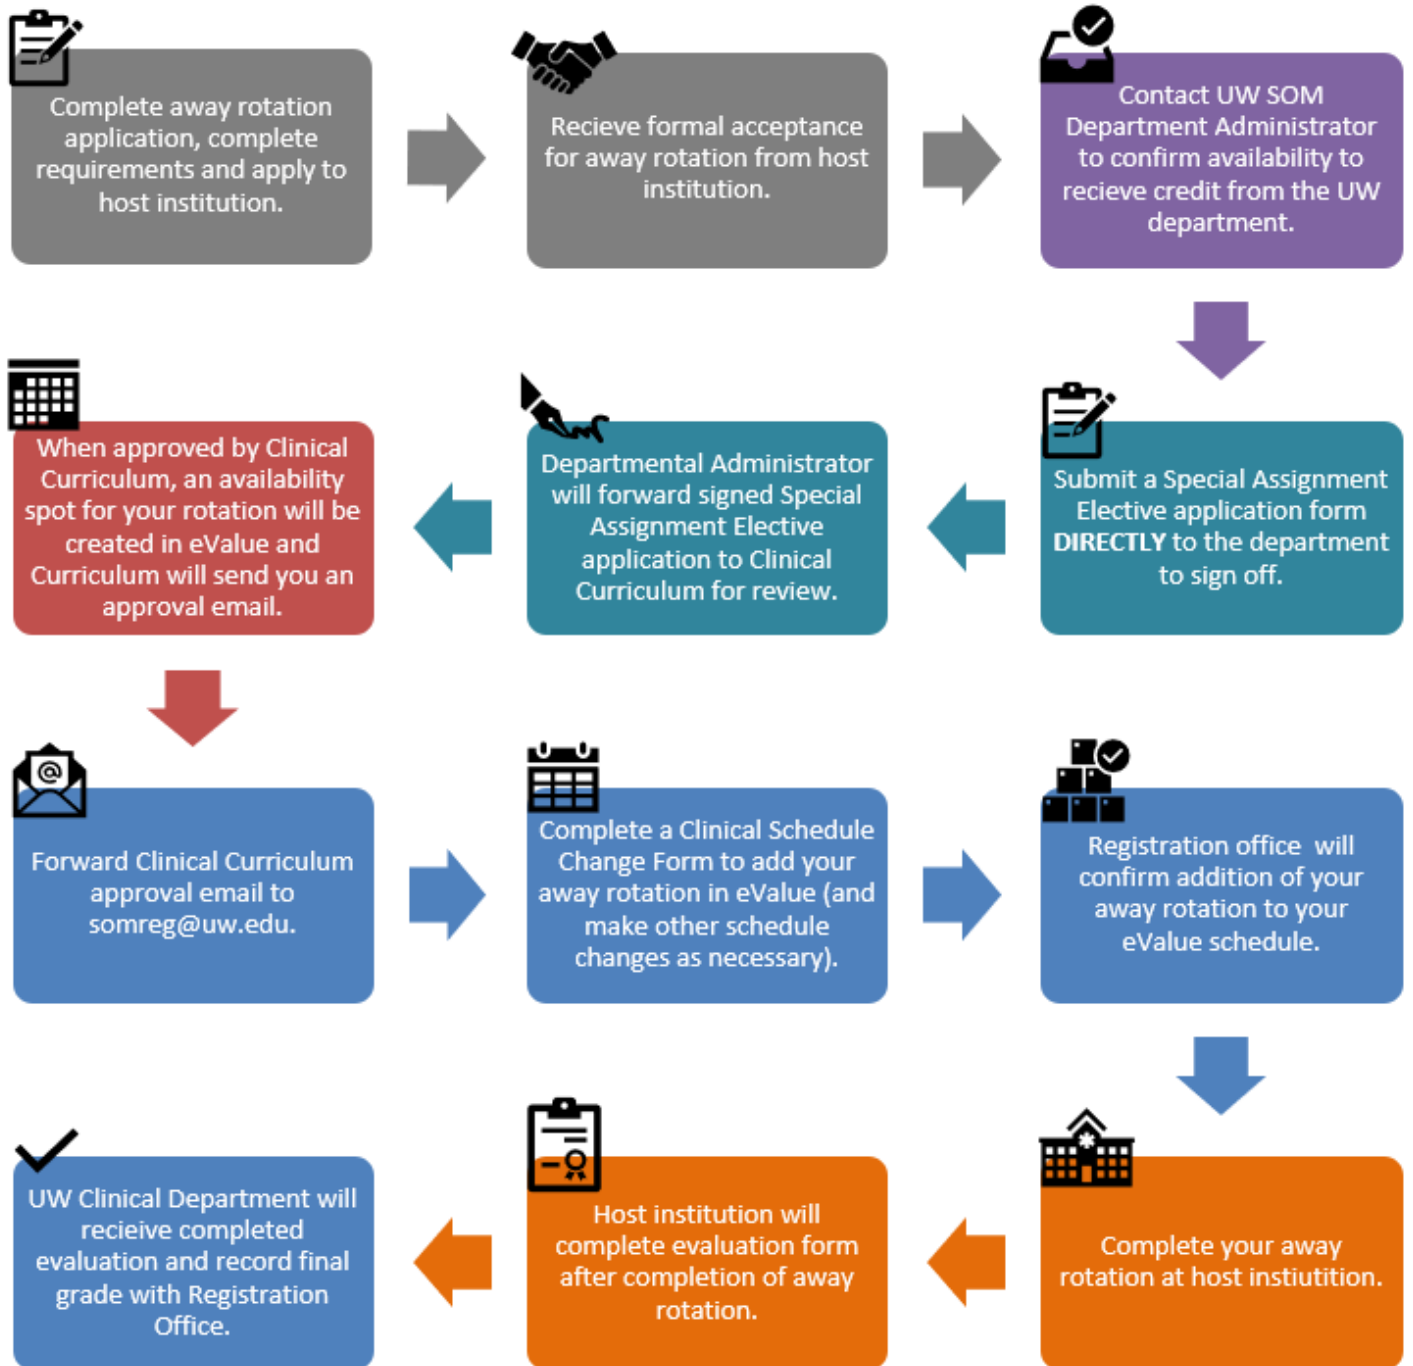 Complete away rotation
application, complete
requirements and apply to
host institution.
Recieve formal acceptance
for away rotation from host
institution.
Contact UW SOM
Department Administrator
to confirm availability to
recieve credit from the UW
department.
Submit a Special Assignment
Elective application form
DIRECTLY to the department
to sign off.
Departmental Administrator
will forward signed Special
Assignment Elective
application to Clinical
Curriculum for review.
When approved by Clinical
Curriculum, an availability
spot for your rotation will be
created in eValue and
Curriculum will send you an
approval email.
@
Forward Clinical Curriculum
approval email to
somreg@uw.edu.
Complete a Clinical Schedule
Change Form to add your
away rotation in eValue (and
make other schedule
changes as necessary).
Registration office  will
confirm addition of your
away rotation to your
eValue schedule.
Complete your away
rotation at host instiutition.
Host institution will
complete evaluation form
after completion of away
rotation.
UW Clinical Department will
recieive completed
evaluation and record final
grade with Registration
Office.